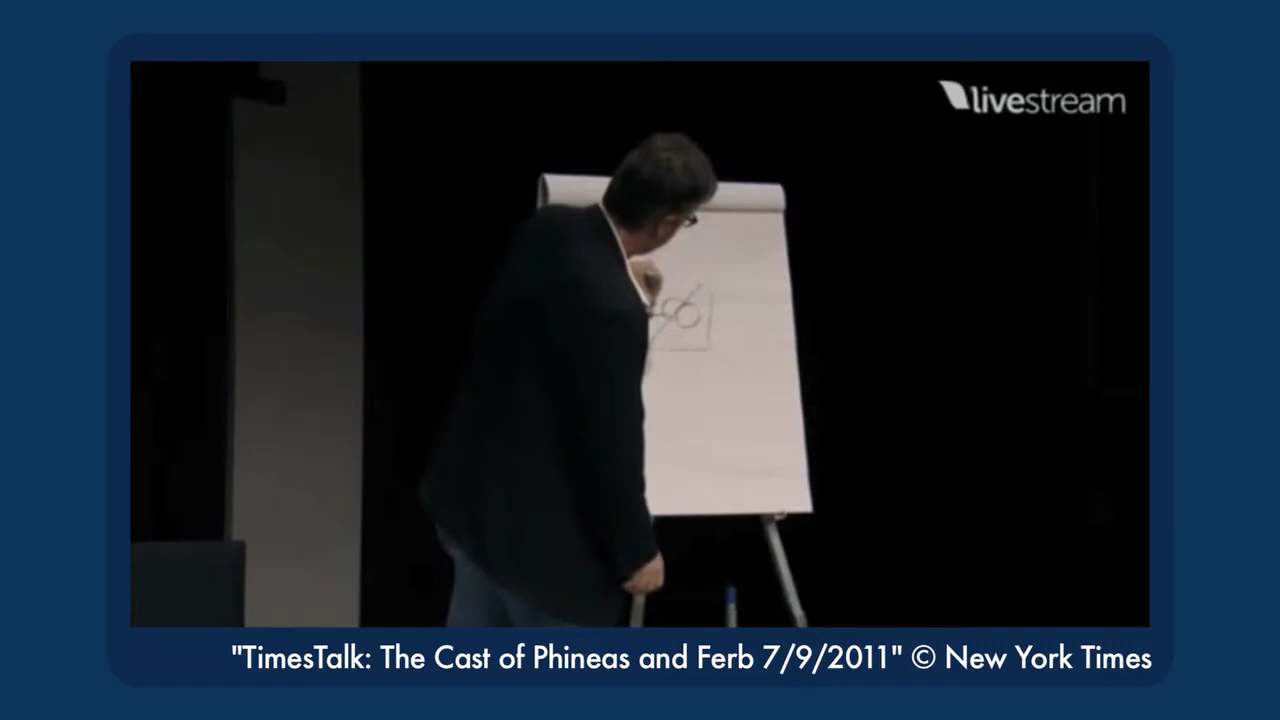 livestream
"TimesTalk: The Cast of Phineas and Ferb 7/9/2011" © New York Times